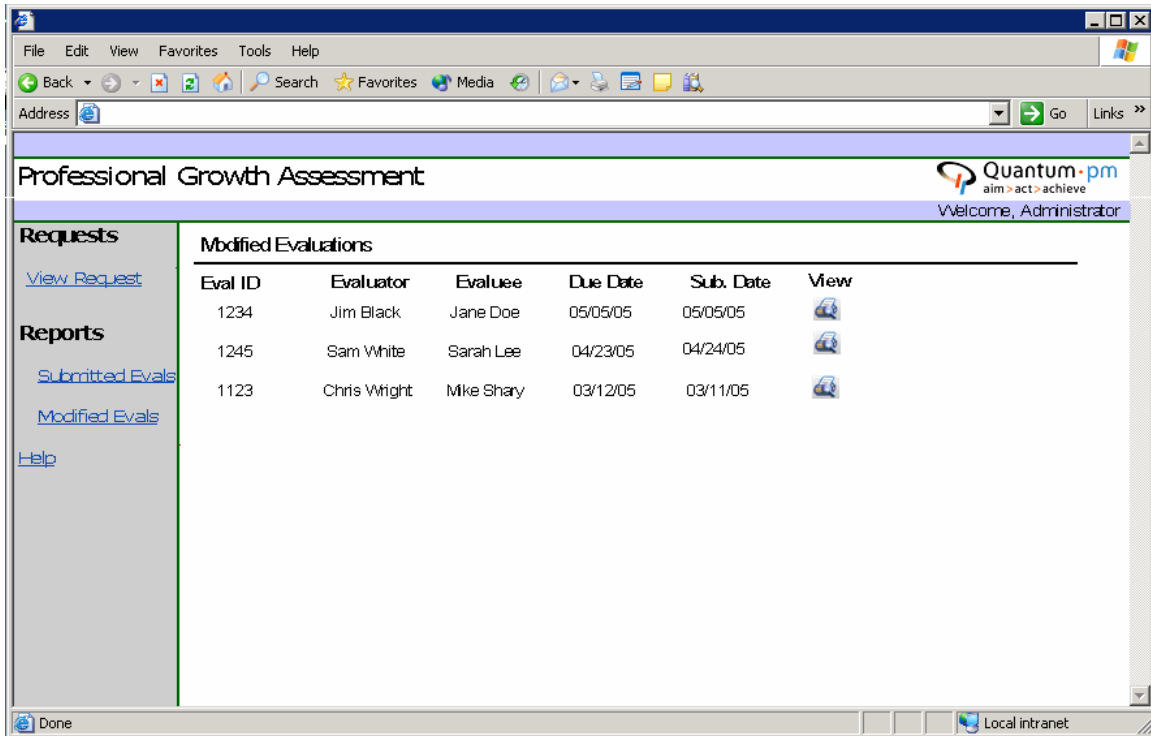 File Edit View Favorites Tools Help
Back Search Favorites Media
Address Go Links »
Professional Growth Assessment
Quantum·pm
aim>act>achieve
Welcome, Administrator
Requests
View Request
Reports
Submitted Evals
Modified Evals
Help
Modified Evaluations
Eval ID Evaluator Evaluee Due Date Sub. Date View
1234 Jim Black Jane Doe 05/05/05 05/05/05
1245 Sam White Sarah Lee 04/23/05 04/24/05
1123 Chris Wright Mike Shary 03/12/05 03/11/05
Done Local intranet